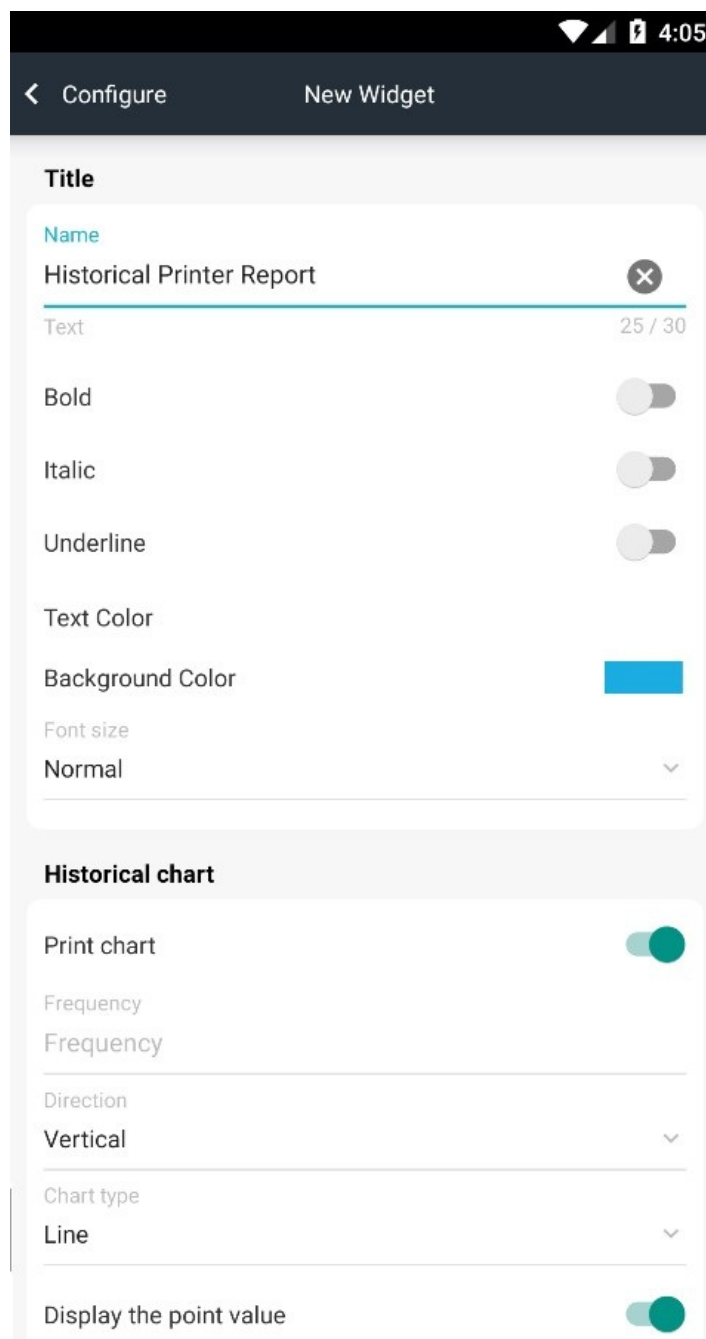 4:05
Configure New Widget
Title
Name
Historical Printer Report
Text 25 / 30
Bold
Italic
Underline
Text Color
Background Color
Font size
Normal
Historical chart
Print chart
Frequency
Frequency
Direction
Vertical
Chart type
Line
Display the point value